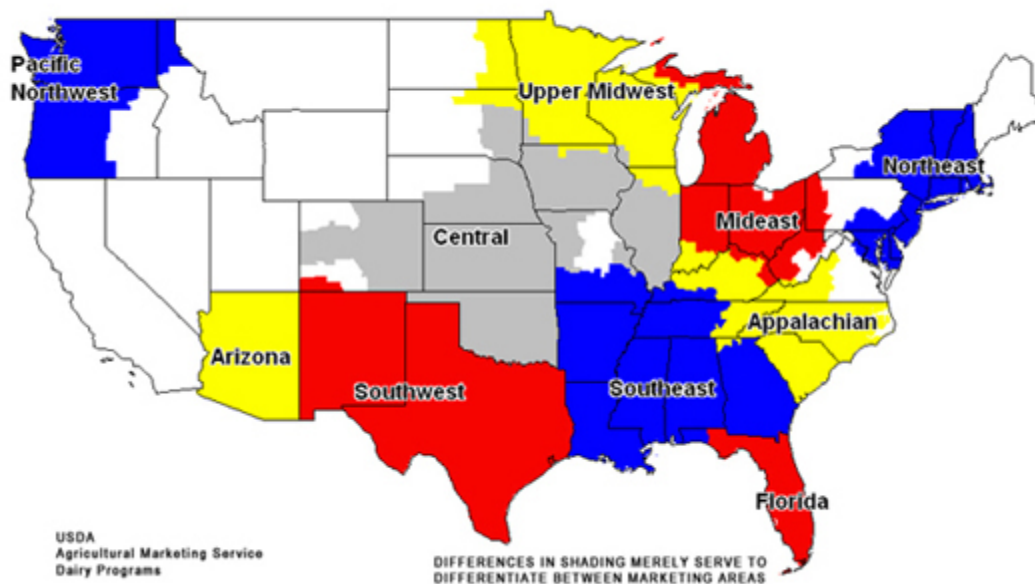 Pacific
Northwest
Upper Midwest
Northeast
Mideast
Central
Appalachian
Arizona
Southwest
Southeast
Florida
USDA
Agricultural Marketing Service
Dairy Programs
DIFFERENCES IN SHADING MERELY SERVE TO
DIFFERENTIATE BETWEEN MARKETING AREAS